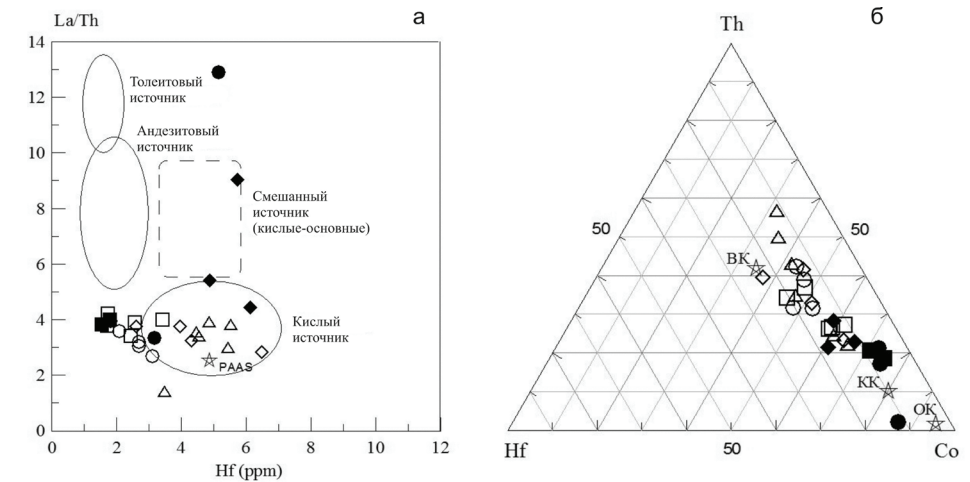 La/Th
а
14
12
10
8
6
4
2
0
Толеитовый
источник
Андезитовый
источник
Смешанный
источник
(кислые-основные)
Кислый
источник
PAAS
0
2
4
6
8
10
12
Hf (ppm)
б
Th
50
50
ВК
КК
ОК
Hf
50
Co